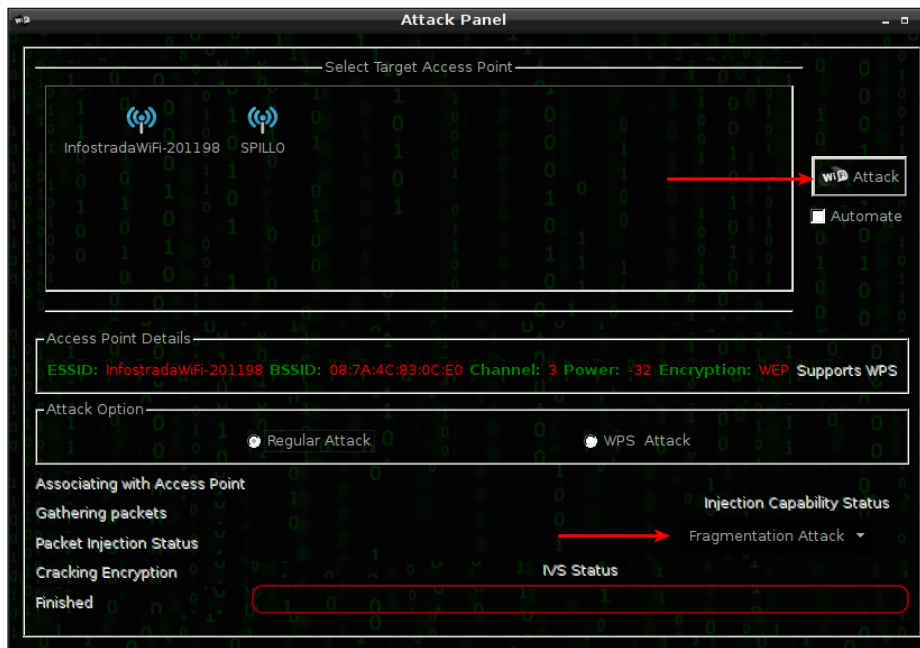 WiFi
Attack Panel
Select Target Access Point
InfostradaWiFi-201198 SPILLO
WiFi Attack
Automate
Access Point Details
ESSID: InfostradaWiFi-201198 BSSID: 08:7A:4C:83:0C:E0 Channel: 3 Power: -32 Encryption: WEP Supports WPS
Attack Option
Regular Attack WPS Attack
Associating with Access Point
Injection Capability Status
Gathering packets
Fragmentation Attack
Packet Injection Status
Cracking Encryption
IVS Status
Finished